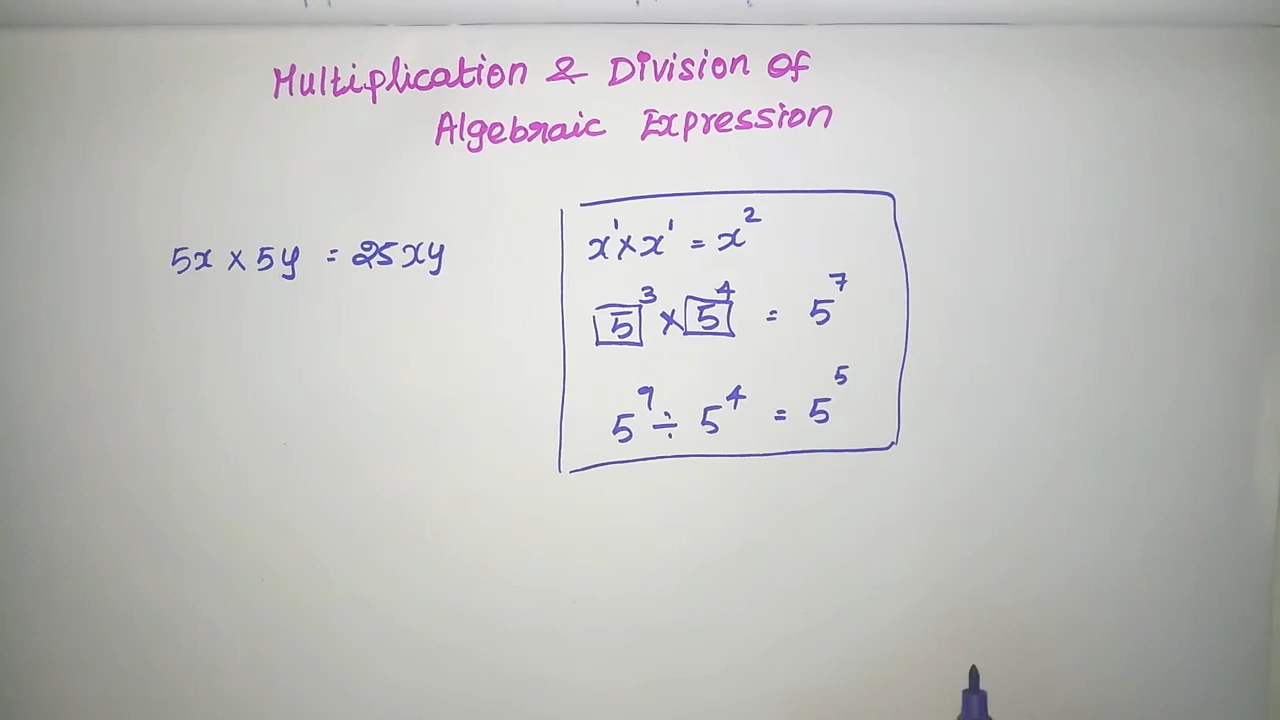 Multiplication & Division of
Algebraic Expression
5x × 5y = 25xy
x¹ × x¹ = x²
5³ × 5⁴ = 5⁷
5⁹ ÷ 5⁴ = 5⁵